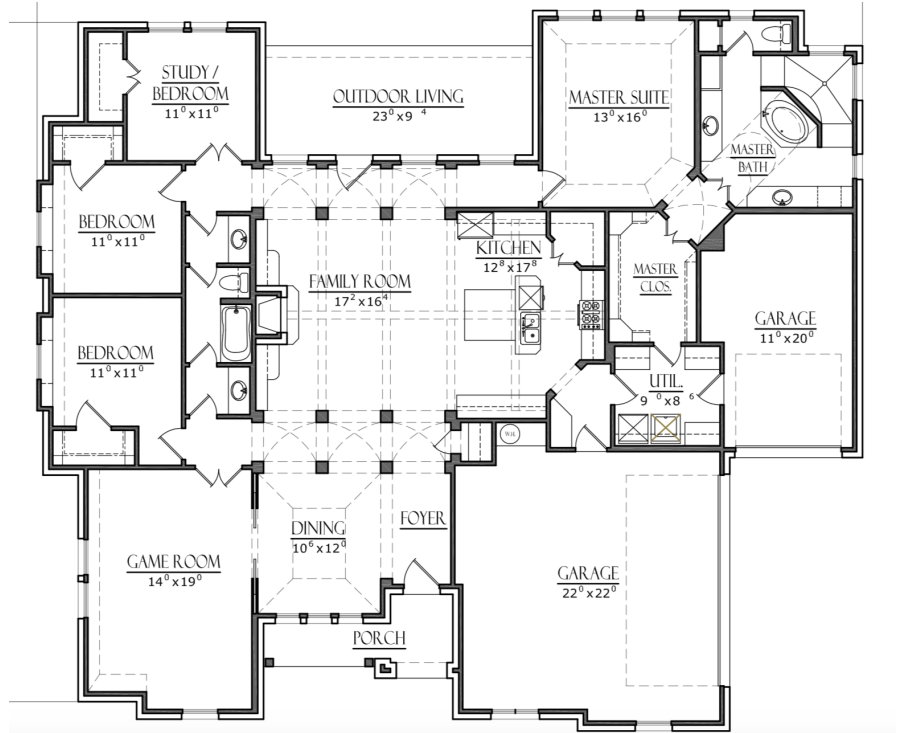 STUDY /
BEDROOM
11⁰x11⁰
OUTDOOR LIVING
23⁰x9 ⁴
MASTER SUITE
13⁰x16⁰
MASTER
BATH
BEDROOM
11⁰x11⁰
FAMILY ROOM
17²x16⁴
KITCHEN
12⁸x17⁸
MASTER
CLOS.
GARAGE
11⁰x20⁰
BEDROOM
11⁰x11⁰
UTIL.
9 ⁰x8 ⁶
W.H.
GAME ROOM
14⁰x19⁰
DINING
10⁶x12⁰
FOYER
GARAGE
22⁰x22⁰
PORCH